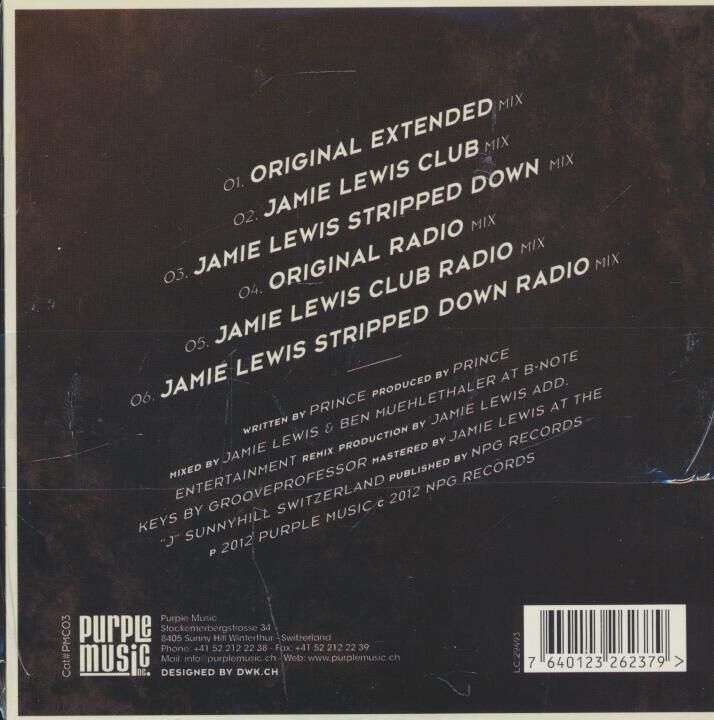 01. ORIGINAL EXTENDED MIX
02. JAMIE LEWIS CLUB MIX
03. JAMIE LEWIS STRIPPED DOWN MIX
04. ORIGINAL RADIO MIX
05. JAMIE LEWIS CLUB RADIO MIX
06. JAMIE LEWIS STRIPPED DOWN RADIO MIX
WRITTEN BY PRINCE PRODUCED BY PRINCE
MIXED BY JAMIE LEWIS & BEN MUEHLETHALER AT B-NOTE
ENTERTAINMENT REMIX PRODUCTION BY JAMIE LEWIS ADD.
KEYS BY GROOVEPROFESSOR MASTERED BY JAMIE LEWIS AT THE
"J" SUNNYHILL SWITZERLAND PUBLISHED BY NPG RECORDS
P 2012 PURPLE MUSIC C 2012 NPG RECORDS
Cat# PMC03
purple music inc.
Purple Music
Stockemerbergstrasse 34
8405 Sunny Hill Winterthur - Switzerland
Phone: +41 52 212 22 38 - Fax: +41 52 212 22 39
Mail: info@purplemusic.ch - Web: www.purplemusic.ch
DESIGNED BY DWK.CH
LC 29493
7 640123 262379 >